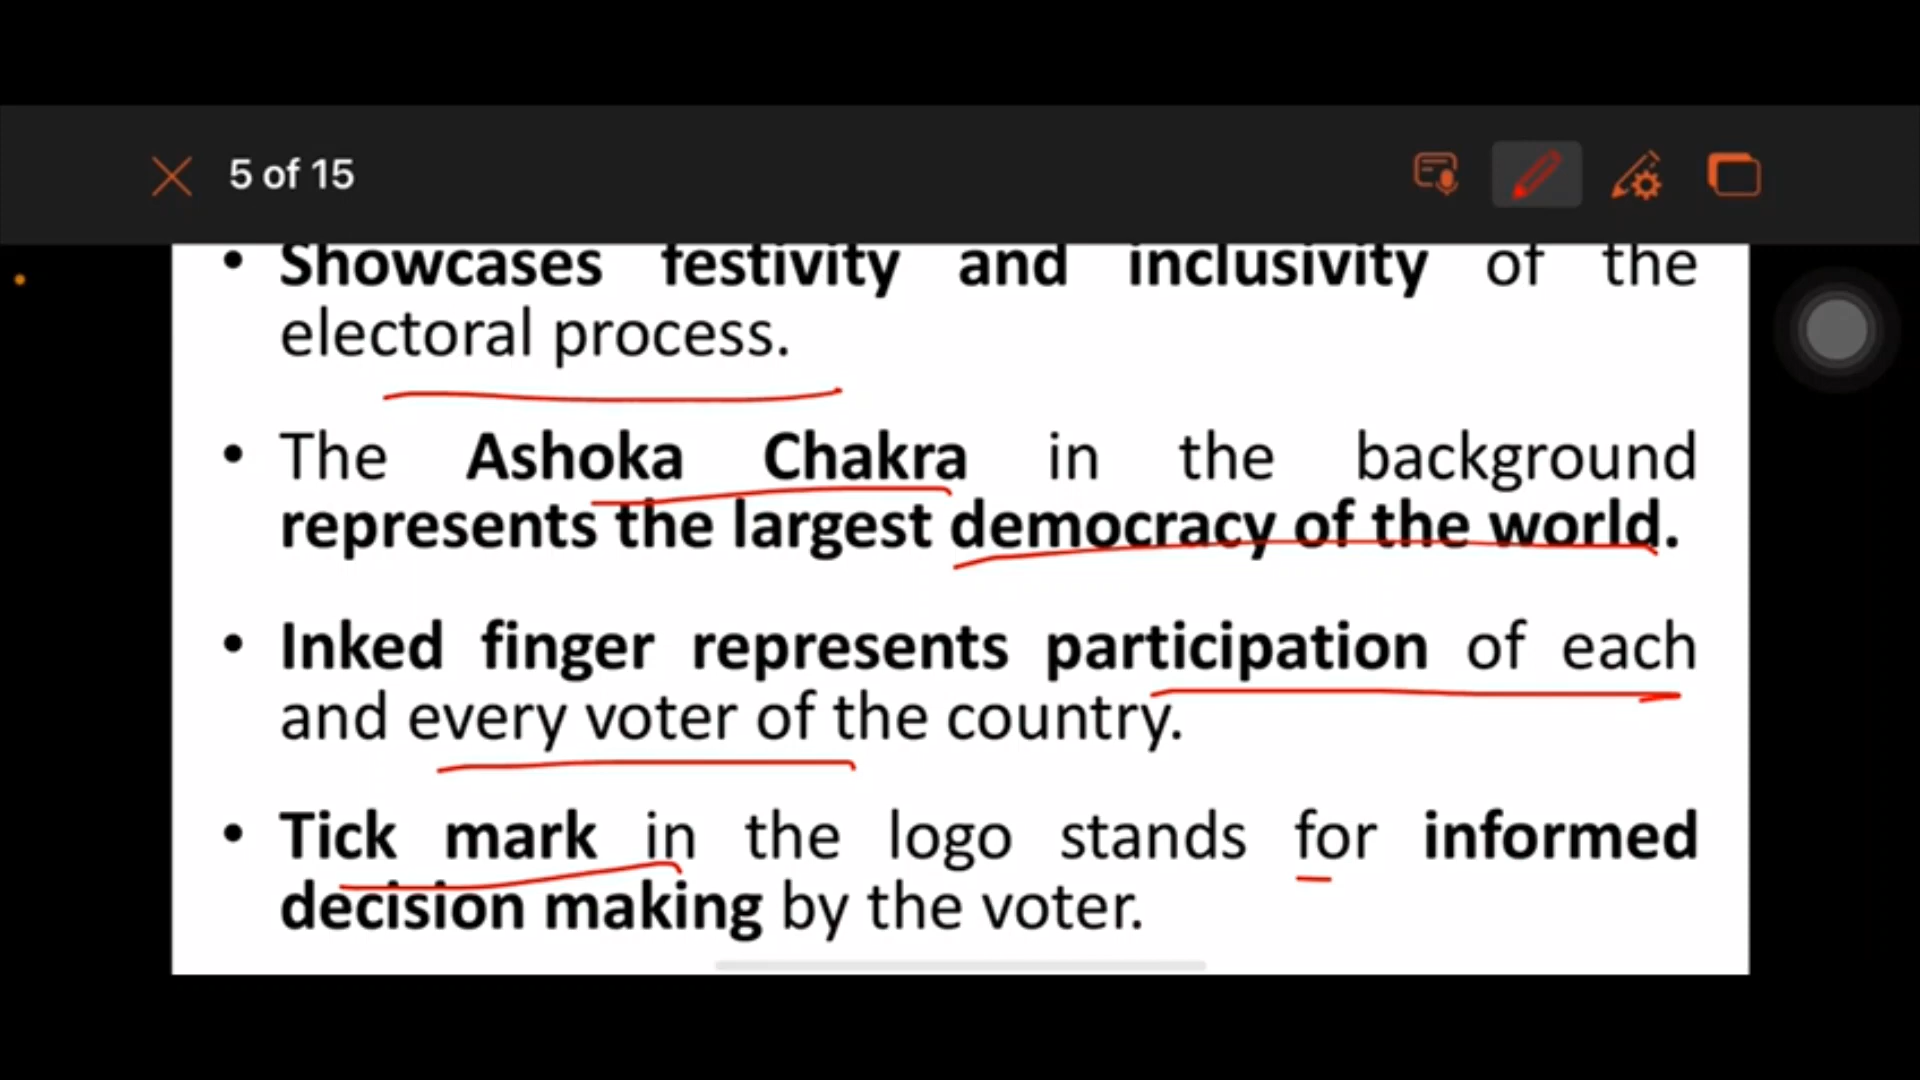 5 of 15
• Showcases festivity and inclusivity of the
electoral process.
• The Ashoka Chakra in the background
represents the largest democracy of the world.
• Inked finger represents participation of each
and every voter of the country.
• Tick mark in the logo stands for informed
decision making by the voter.